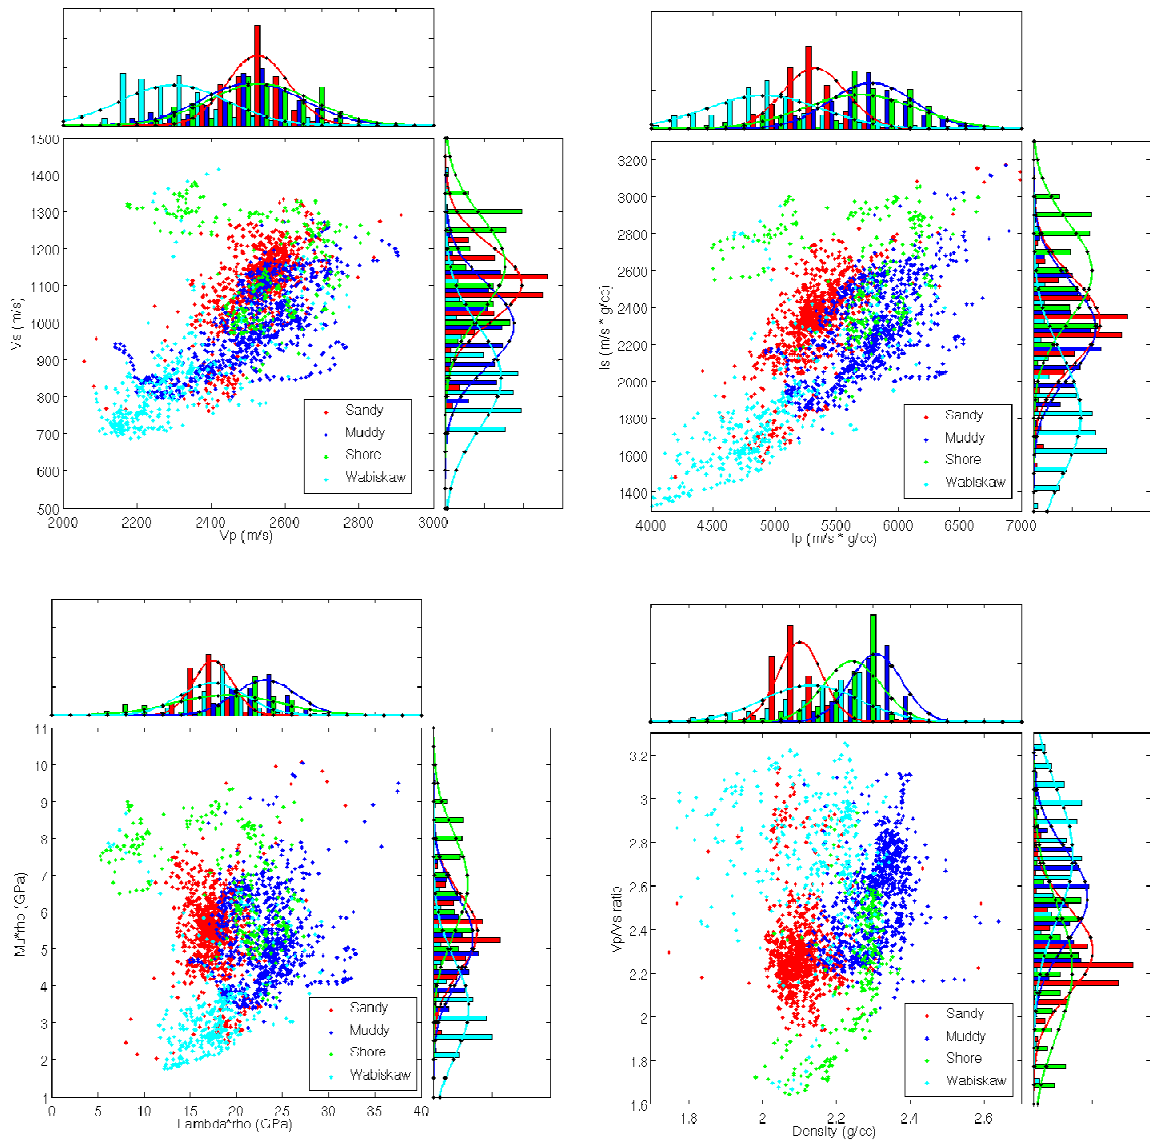 1500
1400
1300
1200
1100
1000
900
800
700
600
500
Vs (m/s)
2000 2200 2400 2600 2800 3000
Vp (m/s)
Sandy
Muddy
Shore
Wabiskaw
3200
3000
2800
2600
2400
2200
2000
1800
1600
1400
Is (m/s * g/cc)
4000 4500 5000 5500 6000 6500 7000
Ip (m/s * g/cc)
Sandy
Muddy
Shore
Wabiskaw
11
10
9
8
7
6
5
4
3
2
1
Mu*rho (GPa)
0 5 10 15 20 25 30 35 40
Lambda*rho (GPa)
Sandy
Muddy
Shore
Wabiskaw
3.2
3
2.8
2.6
2.4
2.2
2
1.8
1.6
Vp/Vs ratio
1.8 2 2.2 2.4 2.6
Density (g/cc)
Sandy
Muddy
Shore
Wabiskaw